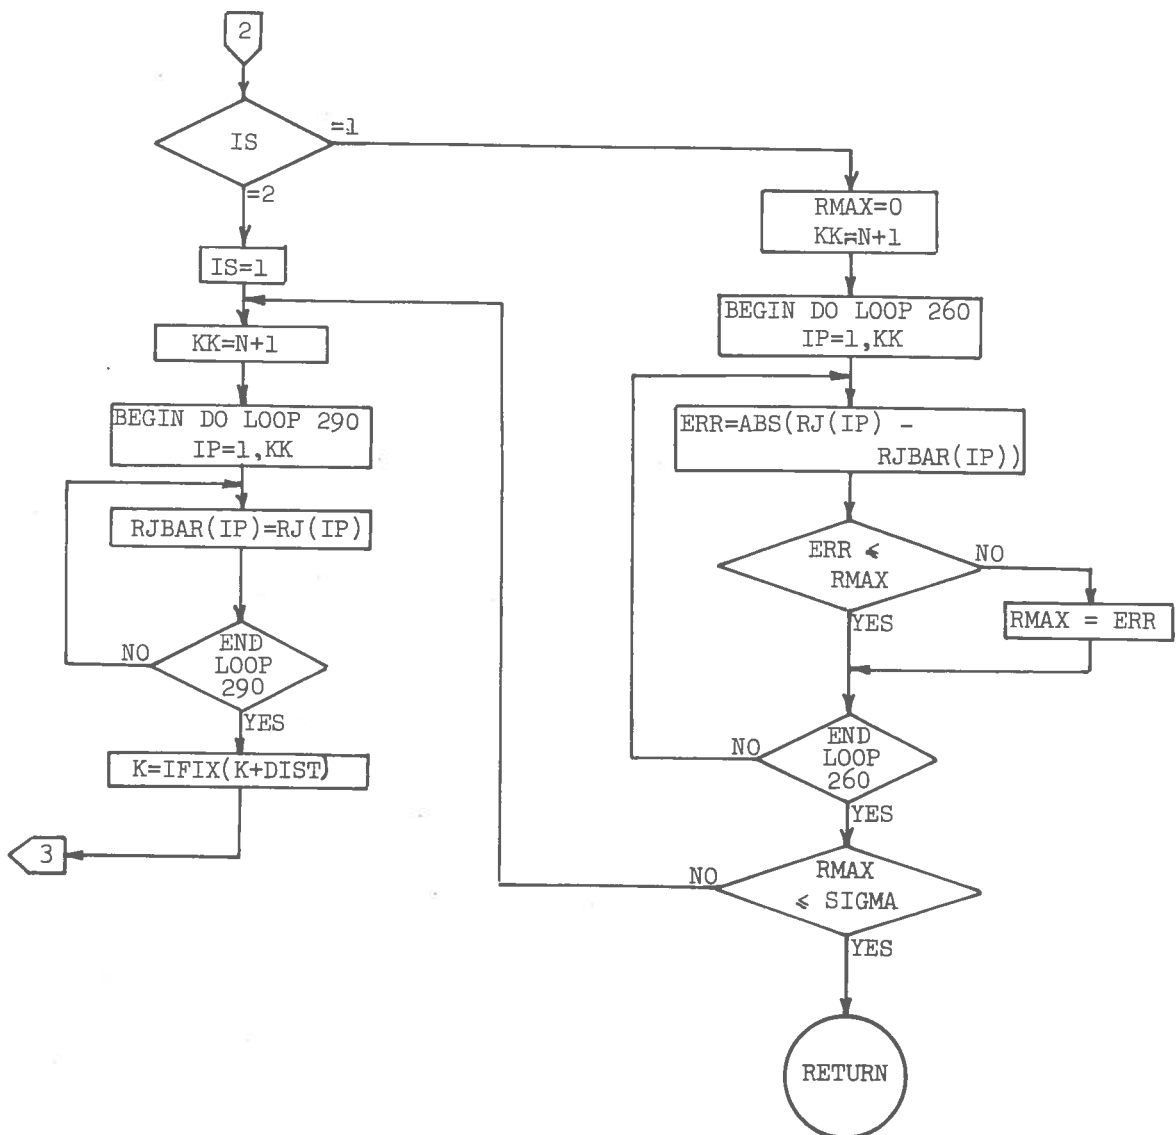 2
IS
=1
=2
IS=1
KK=N+1
BEGIN DO LOOP 290
IP=1,KK
RJBAR(IP)=RJ(IP)
END
LOOP
290
NO
YES
K=IFIX(K+DIST)
3
RMAX=0
KK=N+1
BEGIN DO LOOP 260
IP=1,KK
ERR=ABS(RJ(IP) -
RJBAR(IP))
ERR ⩽
RMAX
NO
RMAX = ERR
YES
END
LOOP
260
NO
YES
RMAX
⩽ SIGMA
NO
YES
RETURN